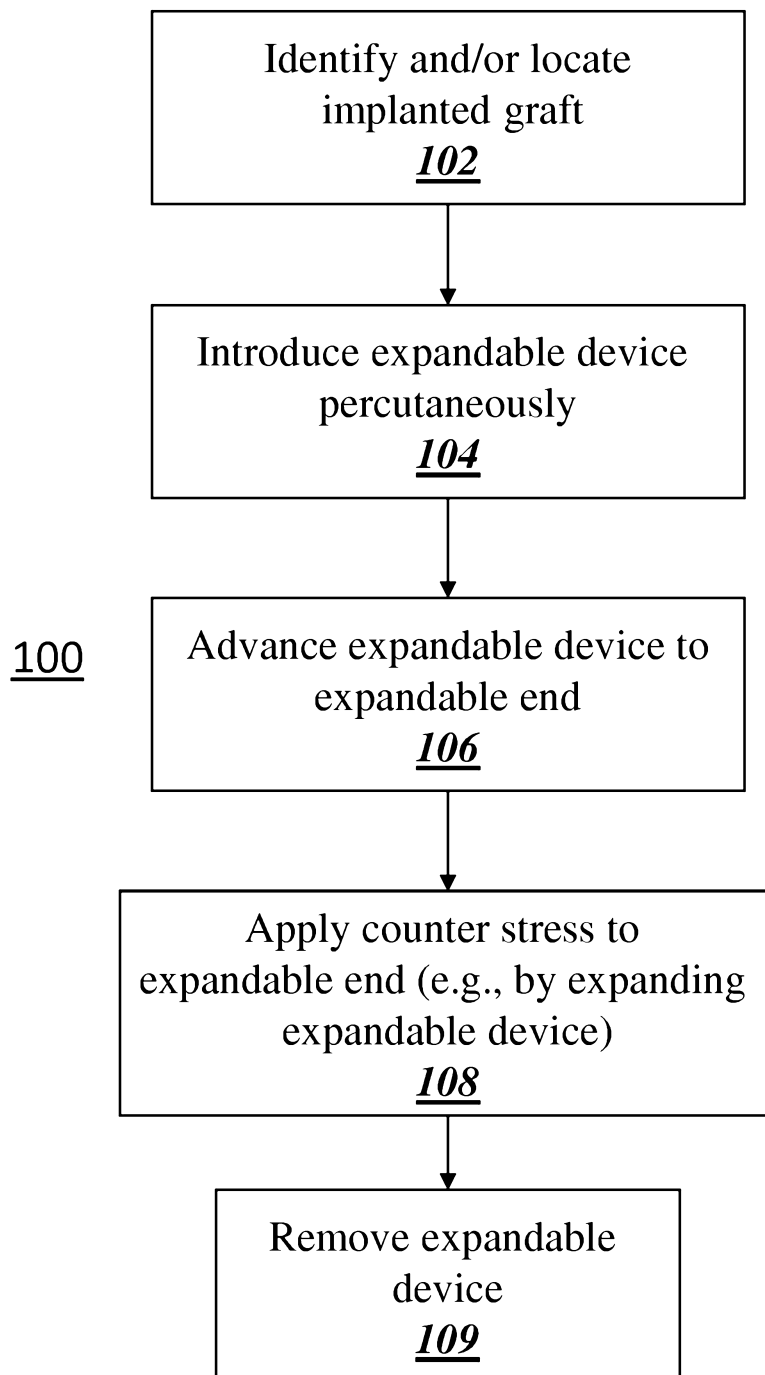 Identify and/or locate
implanted graft
102
Introduce expandable device
percutaneously
104
100
Advance expandable device to
expandable end
106
Apply counter stress to
expandable end (e.g., by expanding
expandable device)
108
Remove expandable
device
109